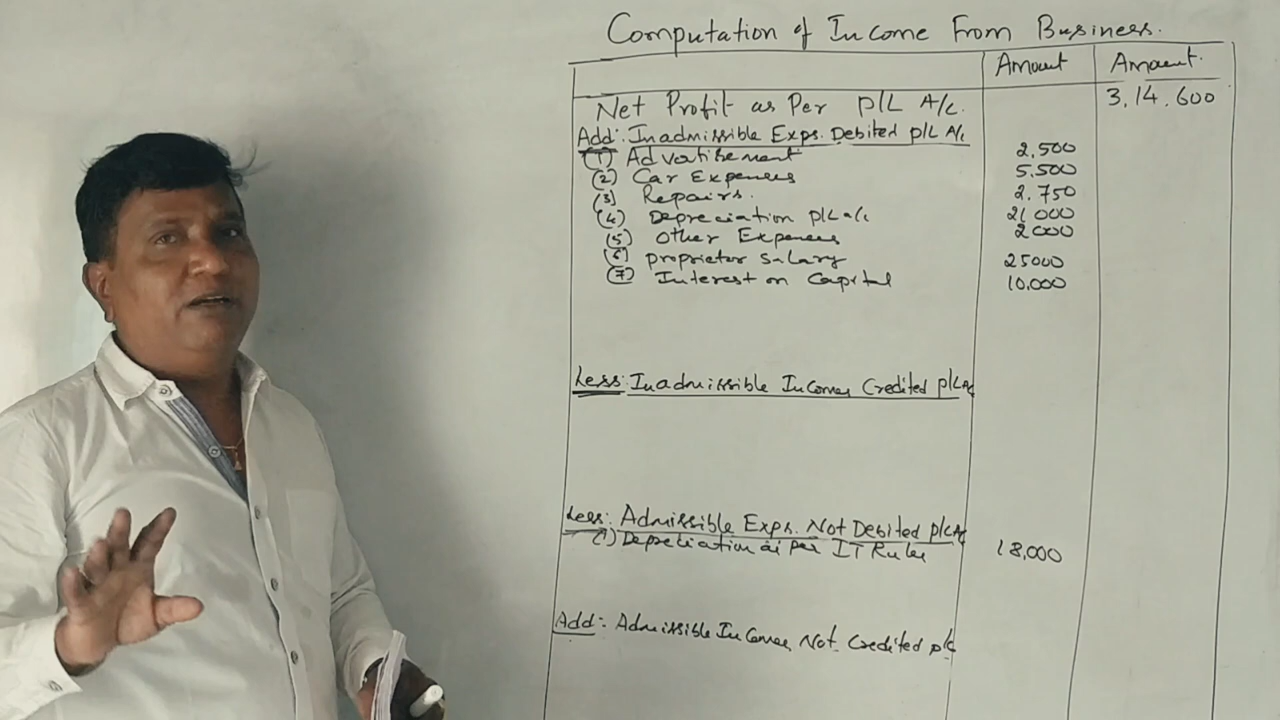 Computation of Income From Business.
Amount Amount.
Net Profit as Per P/L A/c. 3,14,600
Add: Inadmissible Exps. Debited P/L A/c
(1) Advertisement 2,500
(2) Car Expenses 5,500
(3) Repairs. 2,750
(4) Depreciation P/L a/c 21,000
(5) Other Expenses 2000
(6) Proprietor Salary 25000
(7) Interest on Capital 10,000
Less: Inadmissible Incomes Credited P/L A/c
Less: Admissible Exps. Not Debited P/L A/c
(1) Depreciation as Per IT Rules 18,000
Add: Admissible Incomes Not Credited P/L